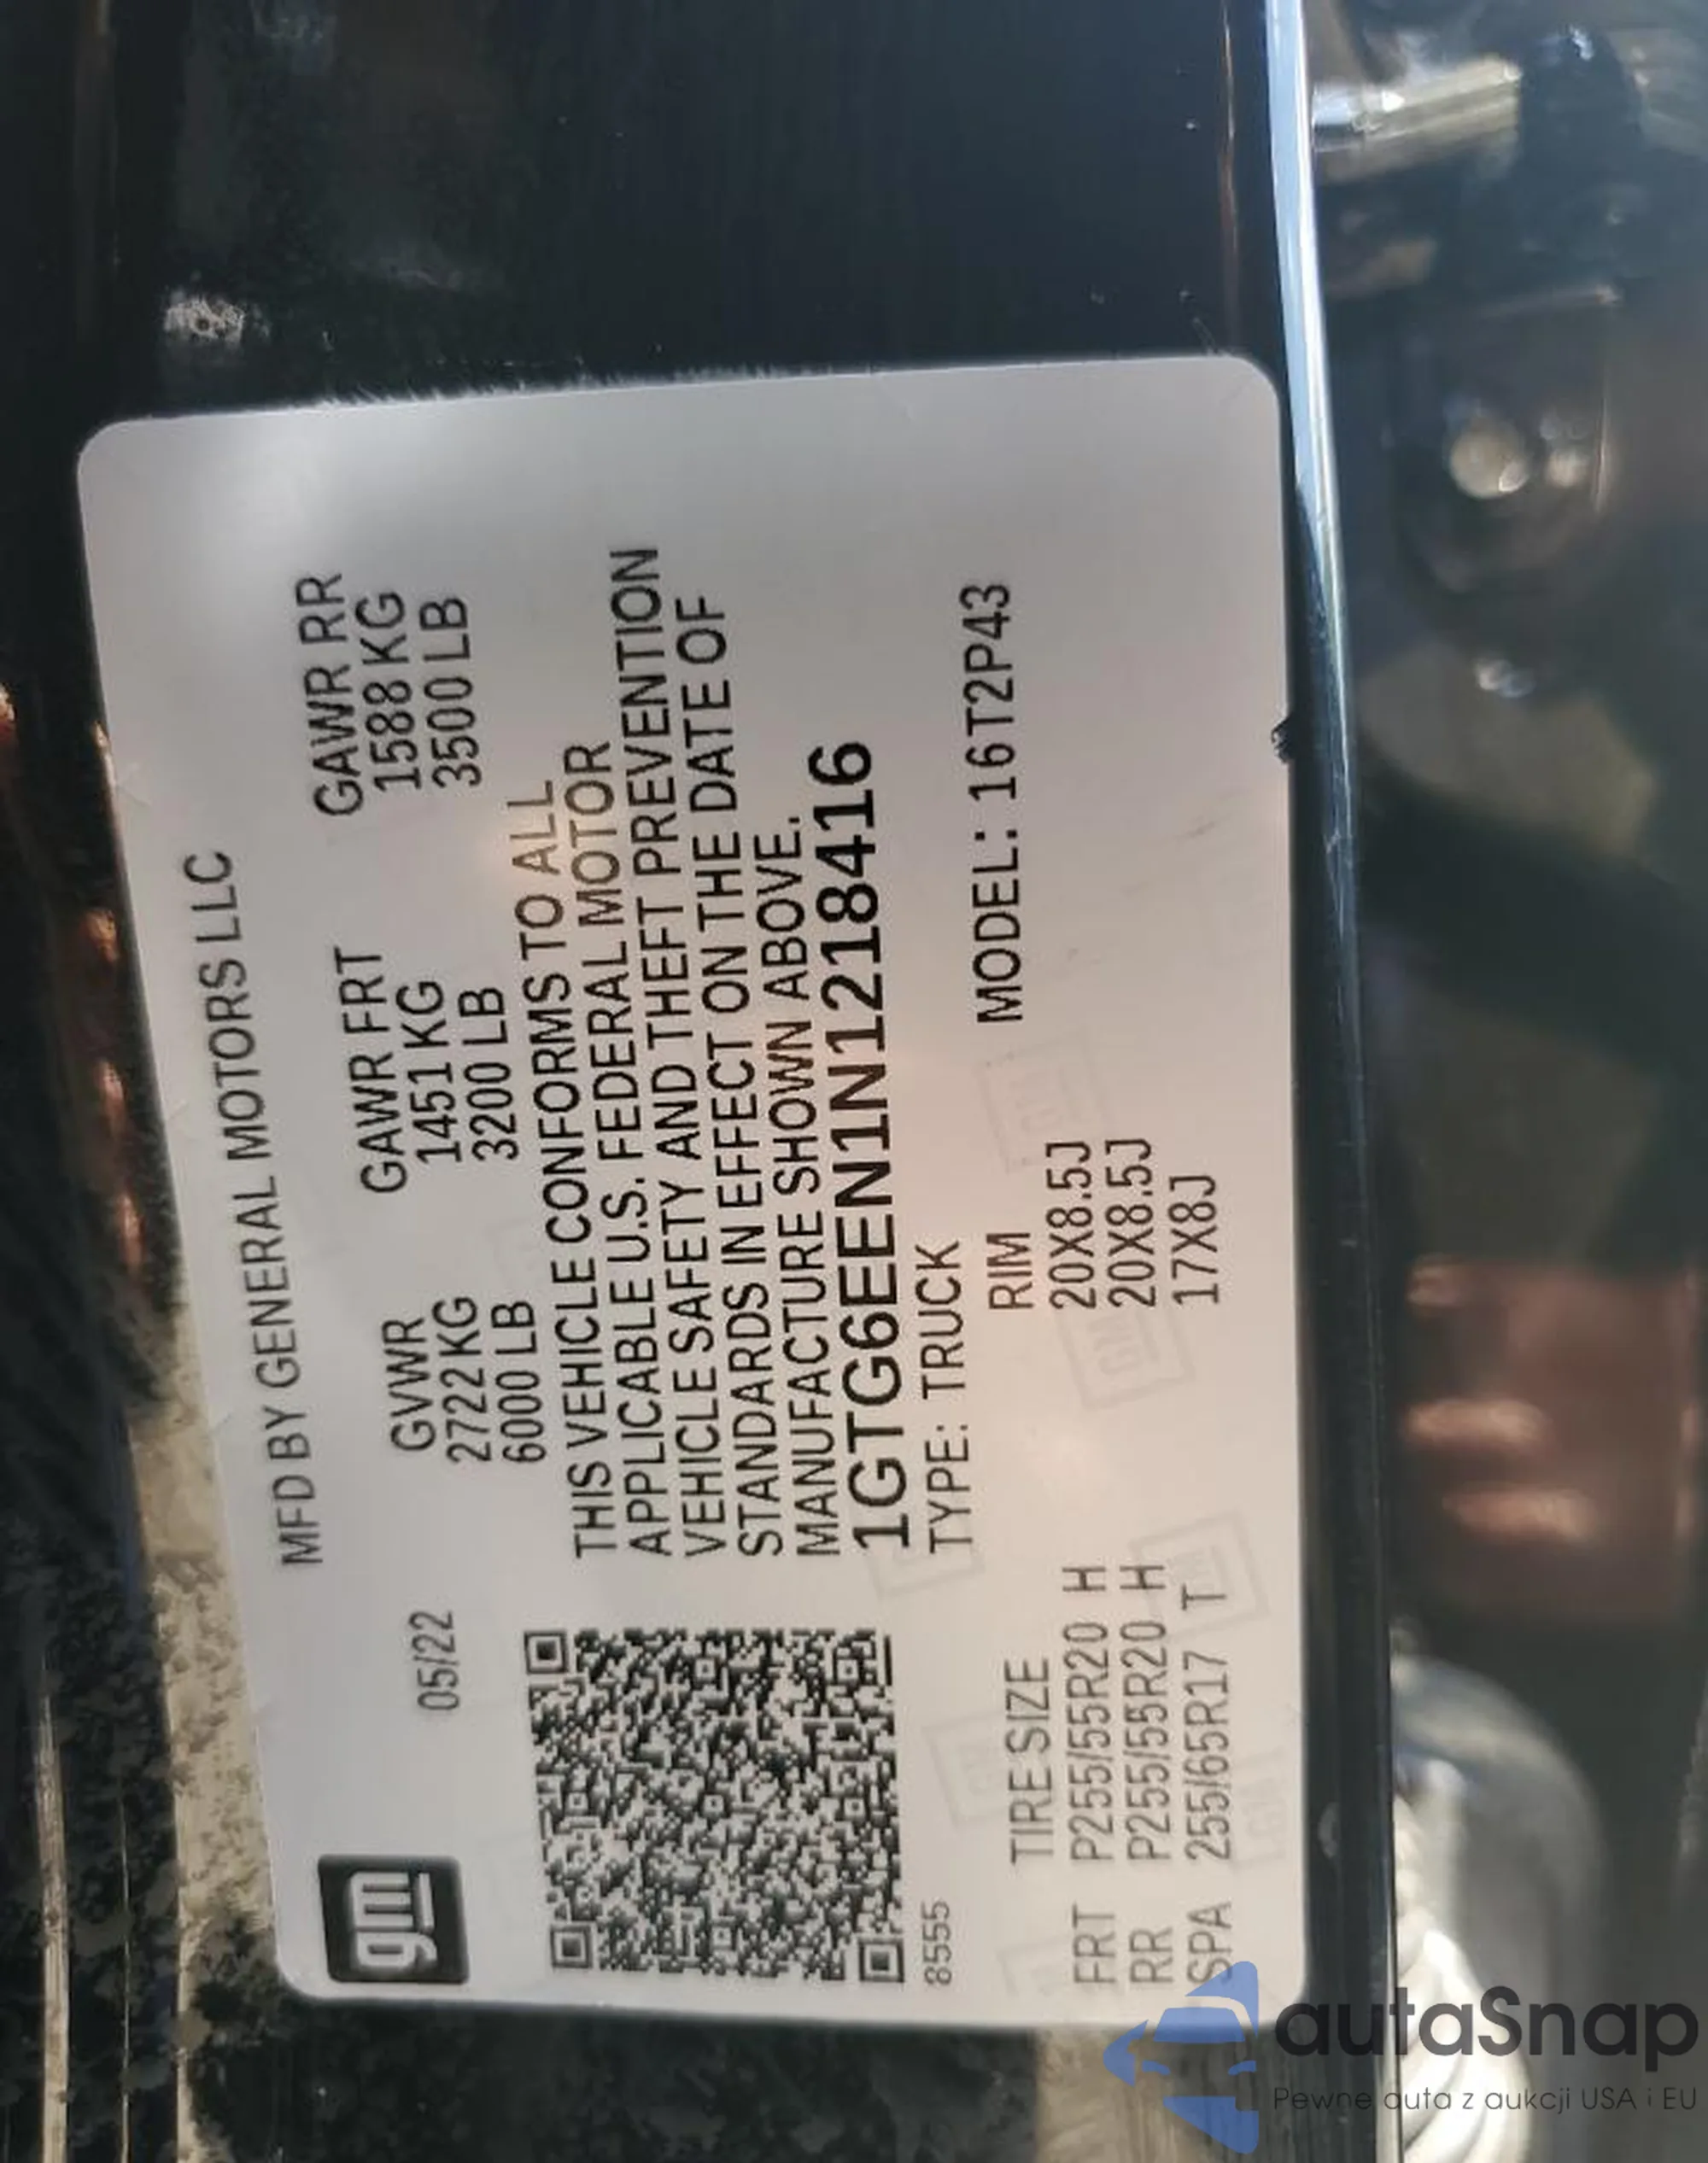 gm
MFD BY GENERAL MOTORS LLC
05/22
GVWR GAWR FRT GAWR RR
2722 KG 1451 KG 1588 KG
6000 LB 3200 LB 3500 LB
THIS VEHICLE CONFORMS TO ALL
APPLICABLE U.S. FEDERAL MOTOR
VEHICLE SAFETY AND THEFT PREVENTION
STANDARDS IN EFFECT ON THE DATE OF
MANUFACTURE SHOWN ABOVE.
1GTG6EEN1N1218416
8555
TYPE: TRUCK MODEL: 16T2P43
TIRE SIZE RIM
FRT P255/55R20 H 20X8.5J
RR P255/55R20 H 20X8.5J
SPA 255/65R17 T 17X8J
autaSnap
Pewne auta z aukcji USA i EU